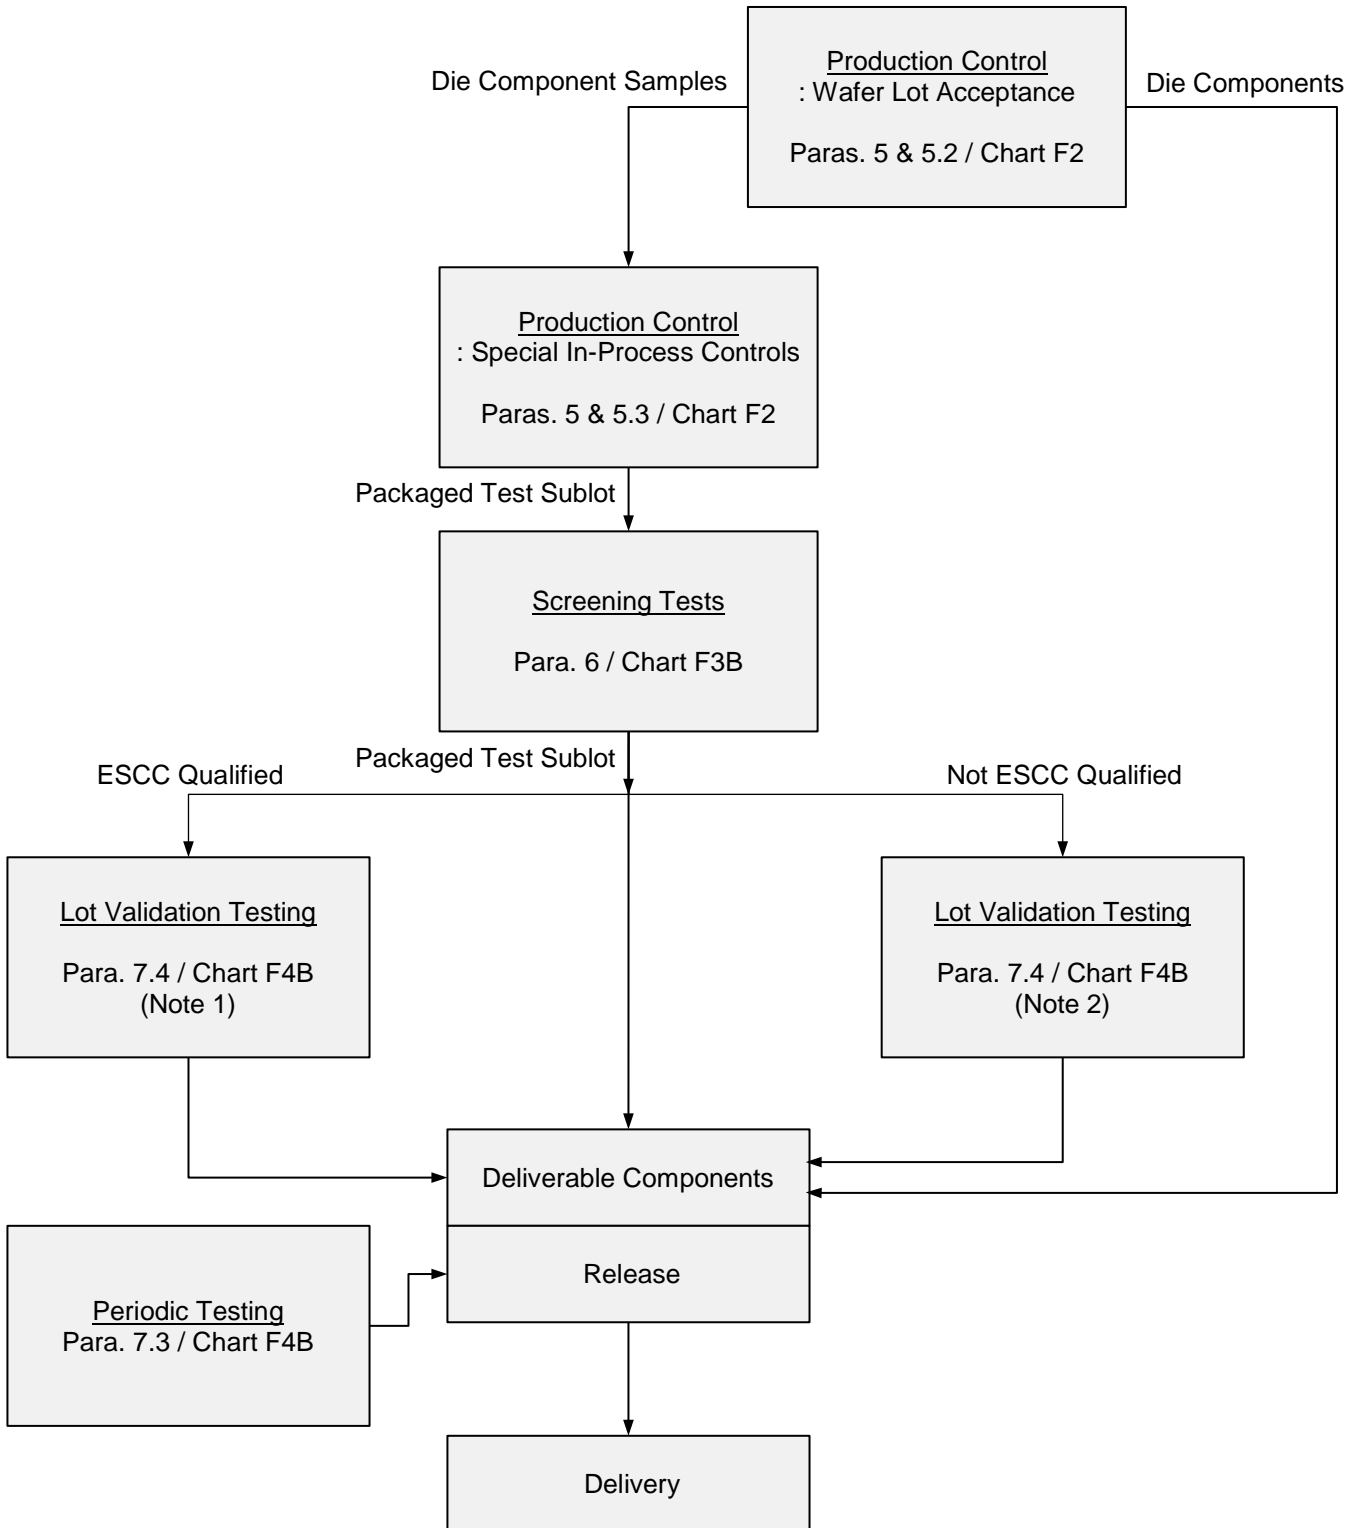 Production Control
: Wafer Lot Acceptance
Paras. 5 & 5.2 / Chart F2
Die Component Samples
Die Components
Production Control
: Special In-Process Controls
Paras. 5 & 5.3 / Chart F2
Packaged Test Sublot
Screening Tests
Para. 6 / Chart F3B
Packaged Test Sublot
ESCC Qualified
Not ESCC Qualified
Lot Validation Testing
Para. 7.4 / Chart F4B
(Note 1)
Lot Validation Testing
Para. 7.4 / Chart F4B
(Note 2)
Deliverable Components
Release
Periodic Testing
Para. 7.3 / Chart F4B
Delivery